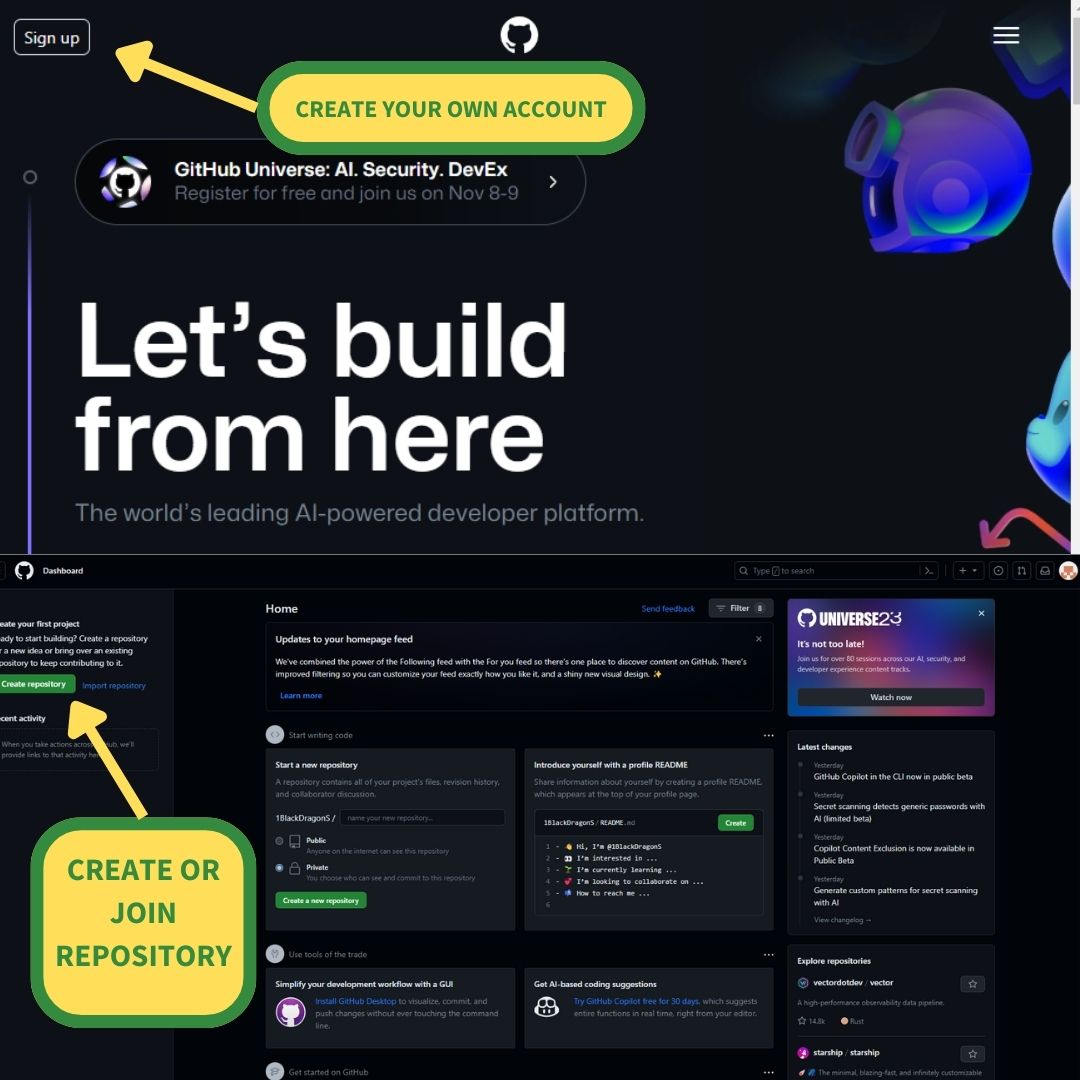 Sign up
CREATE YOUR OWN ACCOUNT
GitHub Universe: AI. Security. DevEx
Register for free and join us on Nov 8-9
Let's build
from here
The world's leading AI-powered developer platform.
Dashboard
Type / to search
eate your first project
ady to start building? Create a repository
r a new idea or bring over an existing
pository to keep contributing to it.
Create repository
Import repository
ecent activity
When you take actions across
ub, we'll
provide links to that activity
CREATE OR
JOIN
REPOSITORY
Home
Send feedback
Filter 8
Updates to your homepage feed
We've combined the power of the Following feed with the For you feed so there's one place to discover content on GitHub. There's
improved filtering so you can customize your feed exactly how you like it, and a shiny new visual design. ✨
Learn more
Start writing code
Start a new repository
A repository contains all of your project's files, revision history,
and collaborator discussion.
1BlackDragonS / name your new repository...
Public
Anyone on the internet can see this repository
Private
You choose who can see and commit to this repository
Create a new repository
Introduce yourself with a profile README
Share information about yourself by creating a profile README,
which appears at the top of your profile page.
1BlackDragonS / README.md
Create
1 - 👋 Hi, I'm @1BlackDragonS
2 - 👀 I'm interested in ...
3 - 🌱 I'm currently learning ...
4 - 💞️ I'm looking to collaborate on ...
5 - 📫 How to reach me ...
6
Use tools of the trade
Simplify your development workflow with a GUI
Install GitHub Desktop to visualize, commit, and
push changes without ever touching the command
line.
Get AI-based coding suggestions
Try GitHub Copilot free for 30 days, which suggests
entire functions in real time, right from your editor.
Get started on GitHub
UNIVERSE23
It's not too late!
Join us for over 80 sessions across our AI, security, and
developer experience content tracks.
Watch now
Latest changes
Yesterday
GitHub Copilot in the CLI now in public beta
Yesterday
Secret scanning detects generic passwords with
AI (limited beta)
Yesterday
Copilot Content Exclusion is now available in
Public Beta
Yesterday
Generate custom patterns for secret scanning
with AI
View changelog →
Explore repositories
vectordotdev / vector
A high-performance observability data pipeline.
14.8k Rust
starship / starship
The minimal, blazing-fast, and infinitely customizable